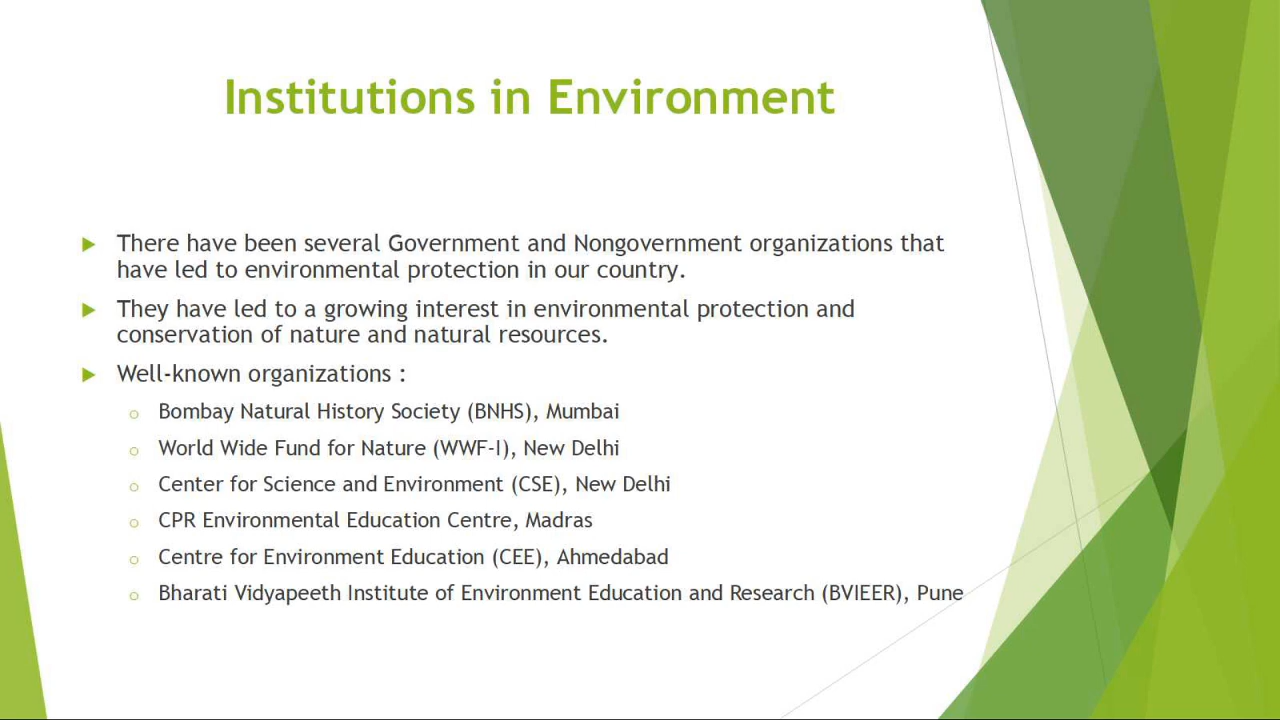 Institutions in Environment
There have been several Government and Nongovernment organizations that
have led to environmental protection in our country.
They have led to a growing interest in environmental protection and
conservation of nature and natural resources.
Well-known organizations :
Bombay Natural History Society (BNHS), Mumbai
World Wide Fund for Nature (WWF-I), New Delhi
Center for Science and Environment (CSE), New Delhi
CPR Environmental Education Centre, Madras
Centre for Environment Education (CEE), Ahmedabad
Bharati Vidyapeeth Institute of Environment Education and Research (BVIEER), Pune